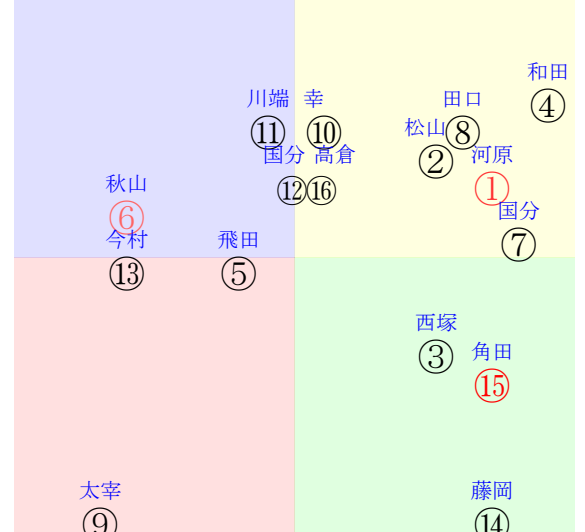 和田
④
川端
⑪
幸
⑩
田口
⑧
松山
②
国分
⑫
高倉
⑯
河原
①
秋山
⑥
国分
⑦
今村
⑬
飛田
⑤
西塚
③
角田
⑮
太宰
⑨
藤岡
⑭